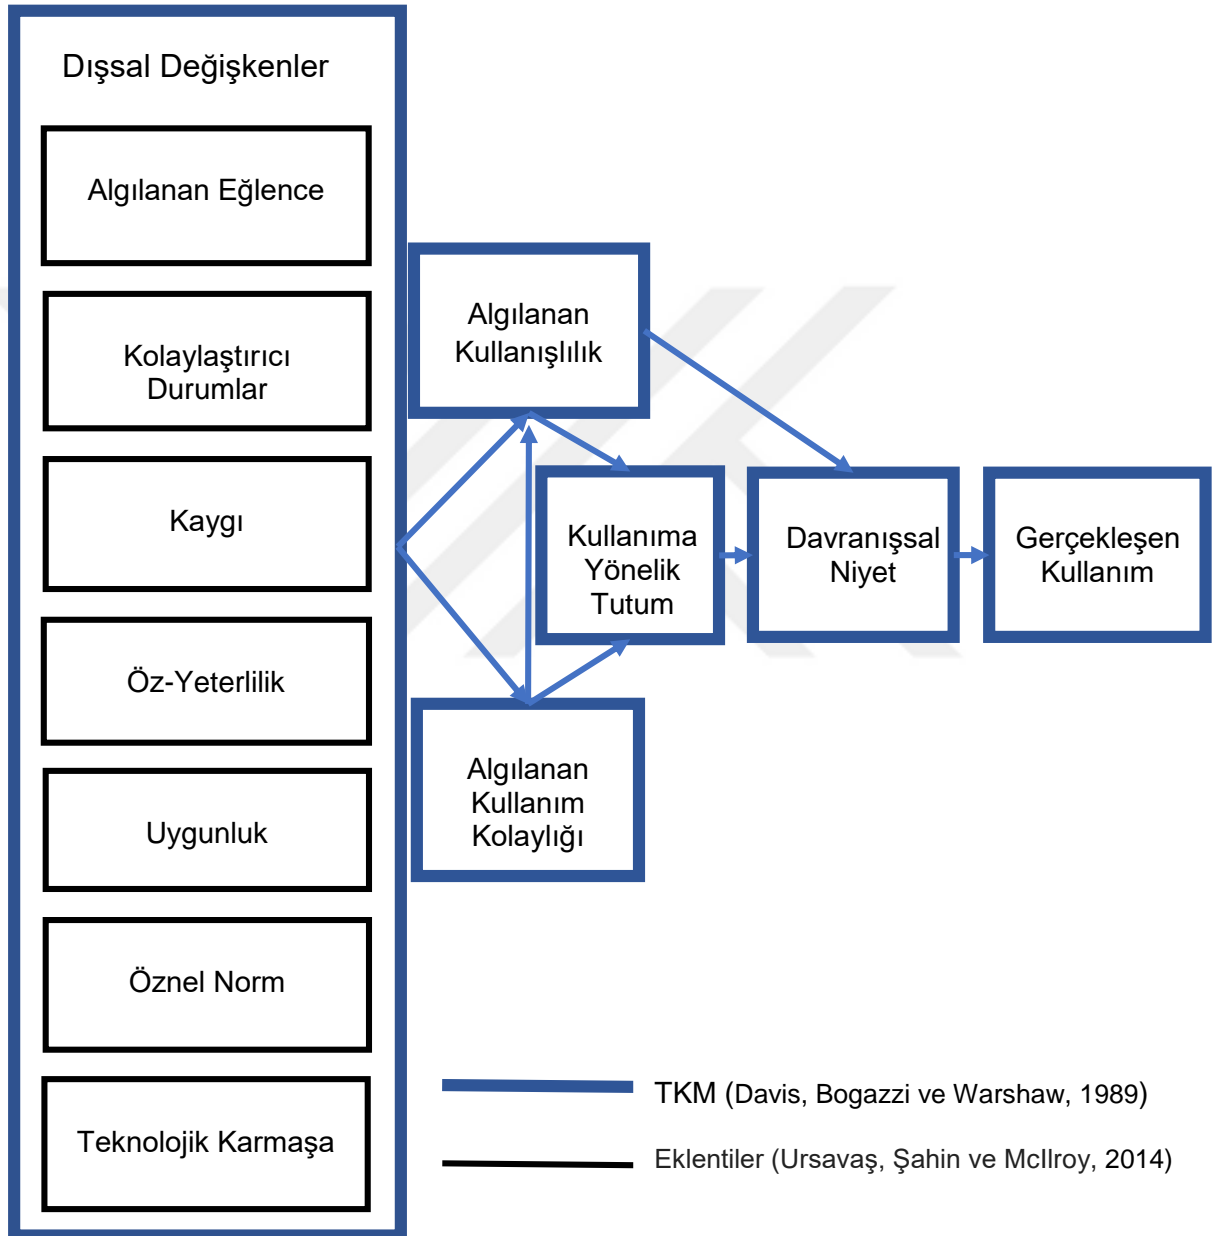 Dışsal Değişkenler
Algılanan Eğlence
Kolaylaştırıcı
Durumlar
Kaygı
Öz-Yeterlilik
Uygunluk
Öznel Norm
Teknolojik Karmaşa
Algılanan
Kullanışlılık
Kullanıma
Yönelik
Tutum
Davranışsal
Niyet
Gerçekleşen
Kullanım
Algılanan
Kullanım
Kolaylığı
TKM (Davis, Bogazzi ve Warshaw, 1989)
Eklentiler (Ursavaş, Şahin ve McIlroy, 2014)